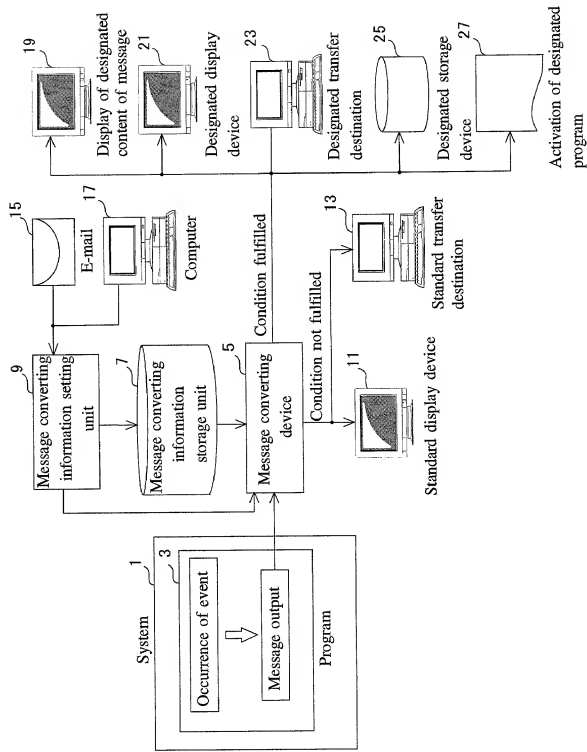 System
1
3
Occurrence of event
Message output
Program
9
Message converting
information setting
unit
7
Message converting
information
storage unit
5
Message converting
device
15
E-mail
17
Computer
Condition fulfilled
Condition not fulfilled
11
Standard display device
13
Standard transfer
destination
19
Display of designated
content of message
21
Designated display
device
23
Designated transfer
destination
25
Designated storage
device
27
Activation of designated
program